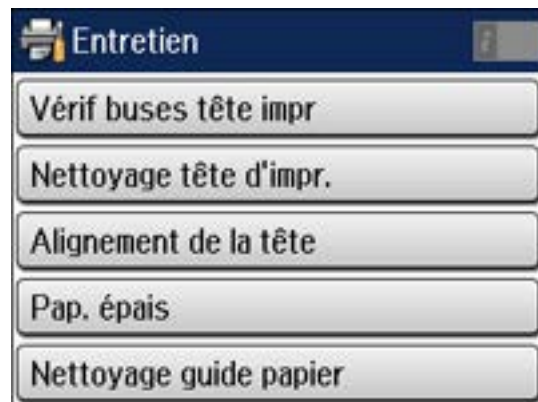 Entretien
Vérif buses tête impr
Nettoyage tête d'impr.
Alignement de la tête
Pap. épais
Nettoyage guide papier